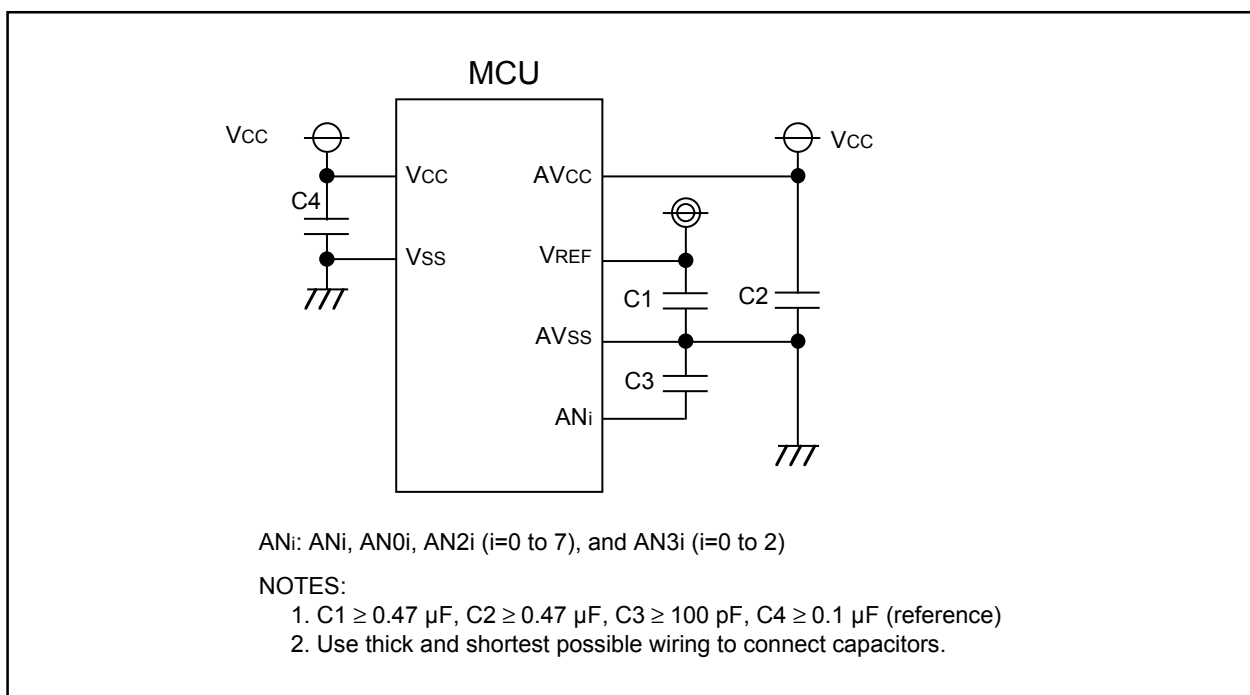 MCU
VCC
VCC
C4
VCC
AVCC
VSS
VREF
C1
C2
AVSS
C3
ANi
ANi: ANi, AN0i, AN2i (i=0 to 7), and AN3i (i=0 to 2)
NOTES:
1. C1 ≥ 0.47 µF, C2 ≥ 0.47 µF, C3 ≥ 100 pF, C4 ≥ 0.1 µF (reference)
2. Use thick and shortest possible wiring to connect capacitors.